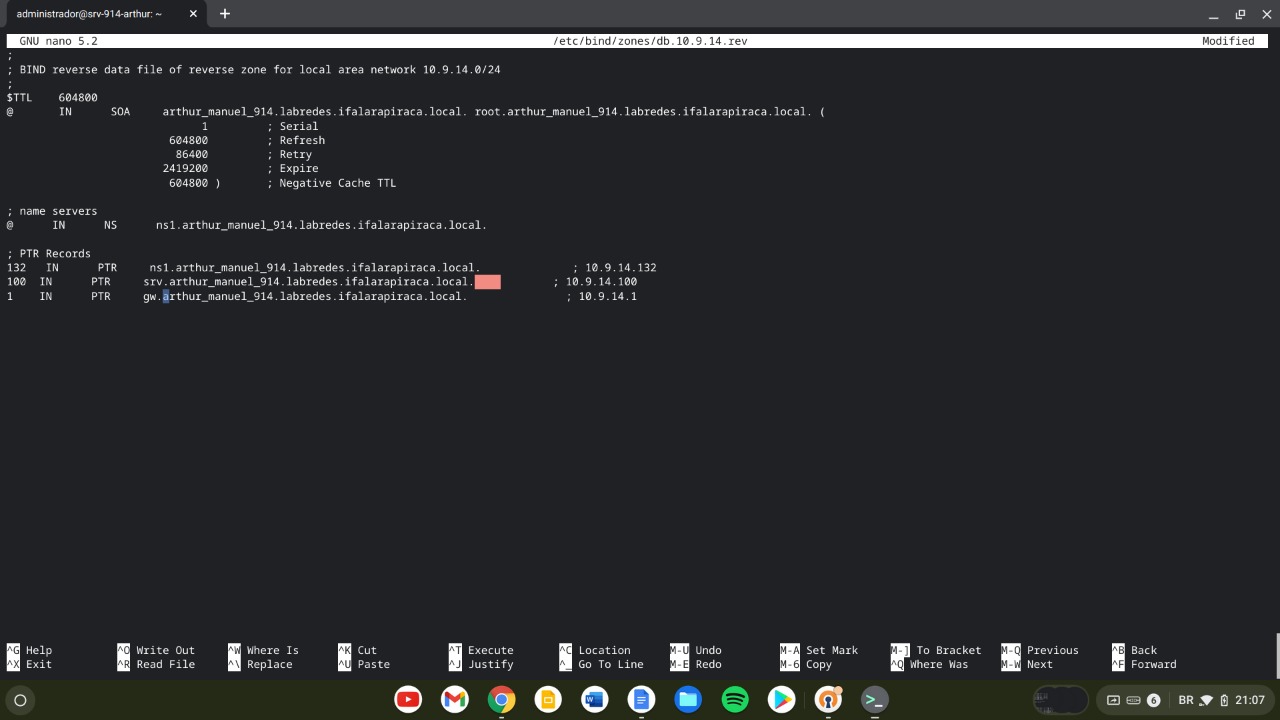 administrador@srv-914-arthur: ~
GNU nano 5.2 /etc/bind/zones/db.10.9.14.rev Modified
;
; BIND reverse data file of reverse zone for local area network 10.9.14.0/24
;
$TTL 604800
@ IN SOA arthur_manuel_914.labredes.ifalarapiraca.local. root.arthur_manuel_914.labredes.ifalarapiraca.local. (
1 ; Serial
604800 ; Refresh
86400 ; Retry
2419200 ; Expire
604800 ) ; Negative Cache TTL
; name servers
@ IN NS ns1.arthur_manuel_914.labredes.ifalarapiraca.local.
; PTR Records
132 IN PTR ns1.arthur_manuel_914.labredes.ifalarapiraca.local. ; 10.9.14.132
100 IN PTR srv.arthur_manuel_914.labredes.ifalarapiraca.local. ; 10.9.14.100
1 IN PTR gw.arthur_manuel_914.labredes.ifalarapiraca.local. ; 10.9.14.1
^G Help ^O Write Out ^W Where Is ^K Cut ^T Execute ^C Location M-U Undo M-A Set Mark M-] To Bracket M-Q Previous ^B Back
^X Exit ^R Read File ^\ Replace ^U Paste ^J Justify ^_ Go To Line M-E Redo M-6 Copy ^Q Where Was M-W Next ^F Forward
6 BR 21:07